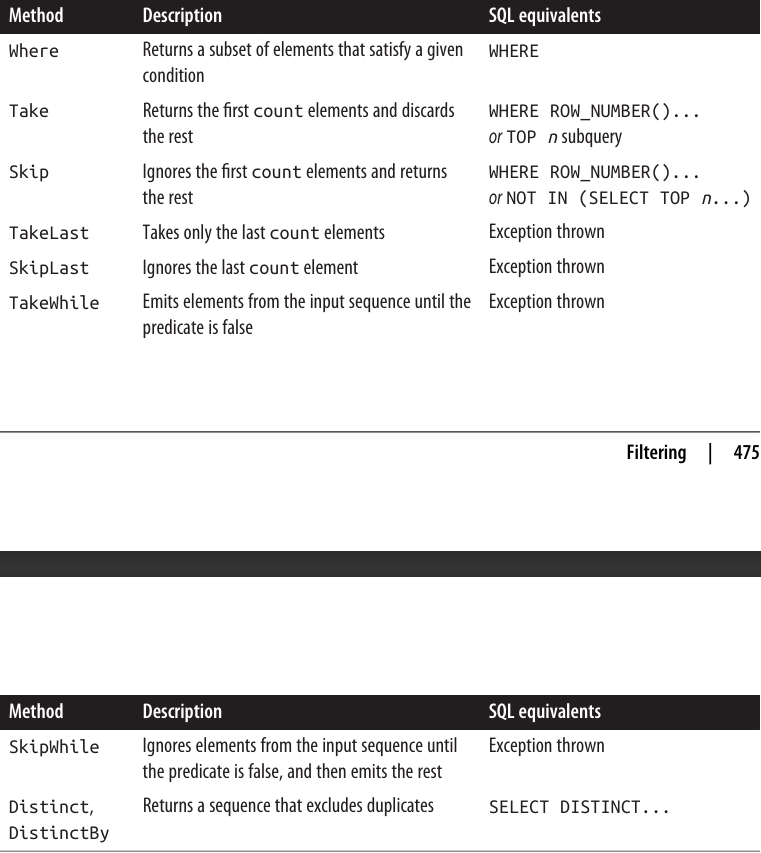 Method Description SQL equivalents
Where Returns a subset of elements that satisfy a given WHERE
condition
Take Returns the first count elements and discards WHERE ROW_NUMBER()...
the rest or TOP n subquery
Skip Ignores the first count elements and returns WHERE ROW_NUMBER()...
the rest or NOT IN (SELECT TOP n...)
TakeLast Takes only the last count elements Exception thrown
SkipLast Ignores the last count element Exception thrown
TakeWhile Emits elements from the input sequence until the Exception thrown
predicate is false
Filtering | 475
Method Description SQL equivalents
SkipWhile Ignores elements from the input sequence until Exception thrown
the predicate is false, and then emits the rest
Distinct, Returns a sequence that excludes duplicates SELECT DISTINCT...
DistinctBy